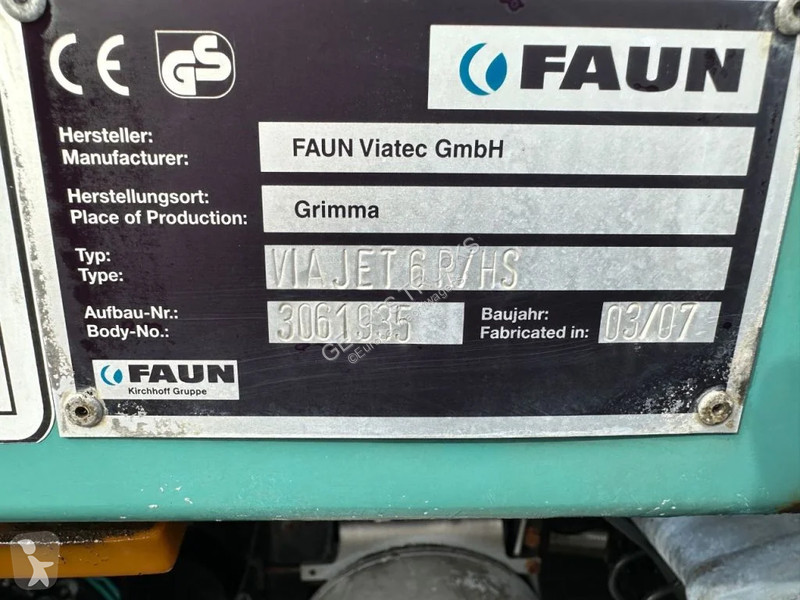 CE GS FAUN
Hersteller:
Manufacturer:
FAUN Viatec GmbH
Herstellungsort:
Place of Production:
Grimma
Typ:
Type:
VIAJET 6 R/HS
Aufbau-Nr.:
Body-No.:
3061935
Baujahr:
Fabricated in:
03/07
FAUN
Kirchhoff Gruppe